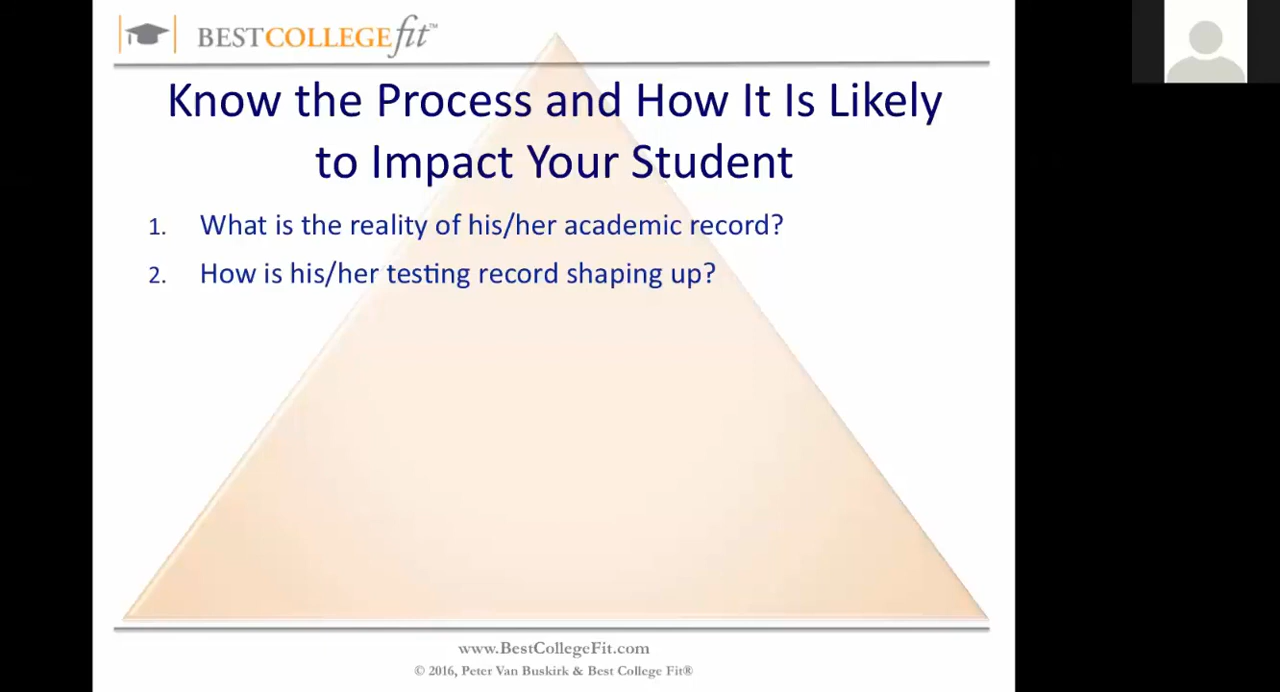 BESTCOLLEGEfit™
Know the Process and How It Is Likely
to Impact Your Student
1. What is the reality of his/her academic record?
2. How is his/her testing record shaping up?
www.BestCollegeFit.com
© 2016, Peter Van Buskirk & Best College Fit®